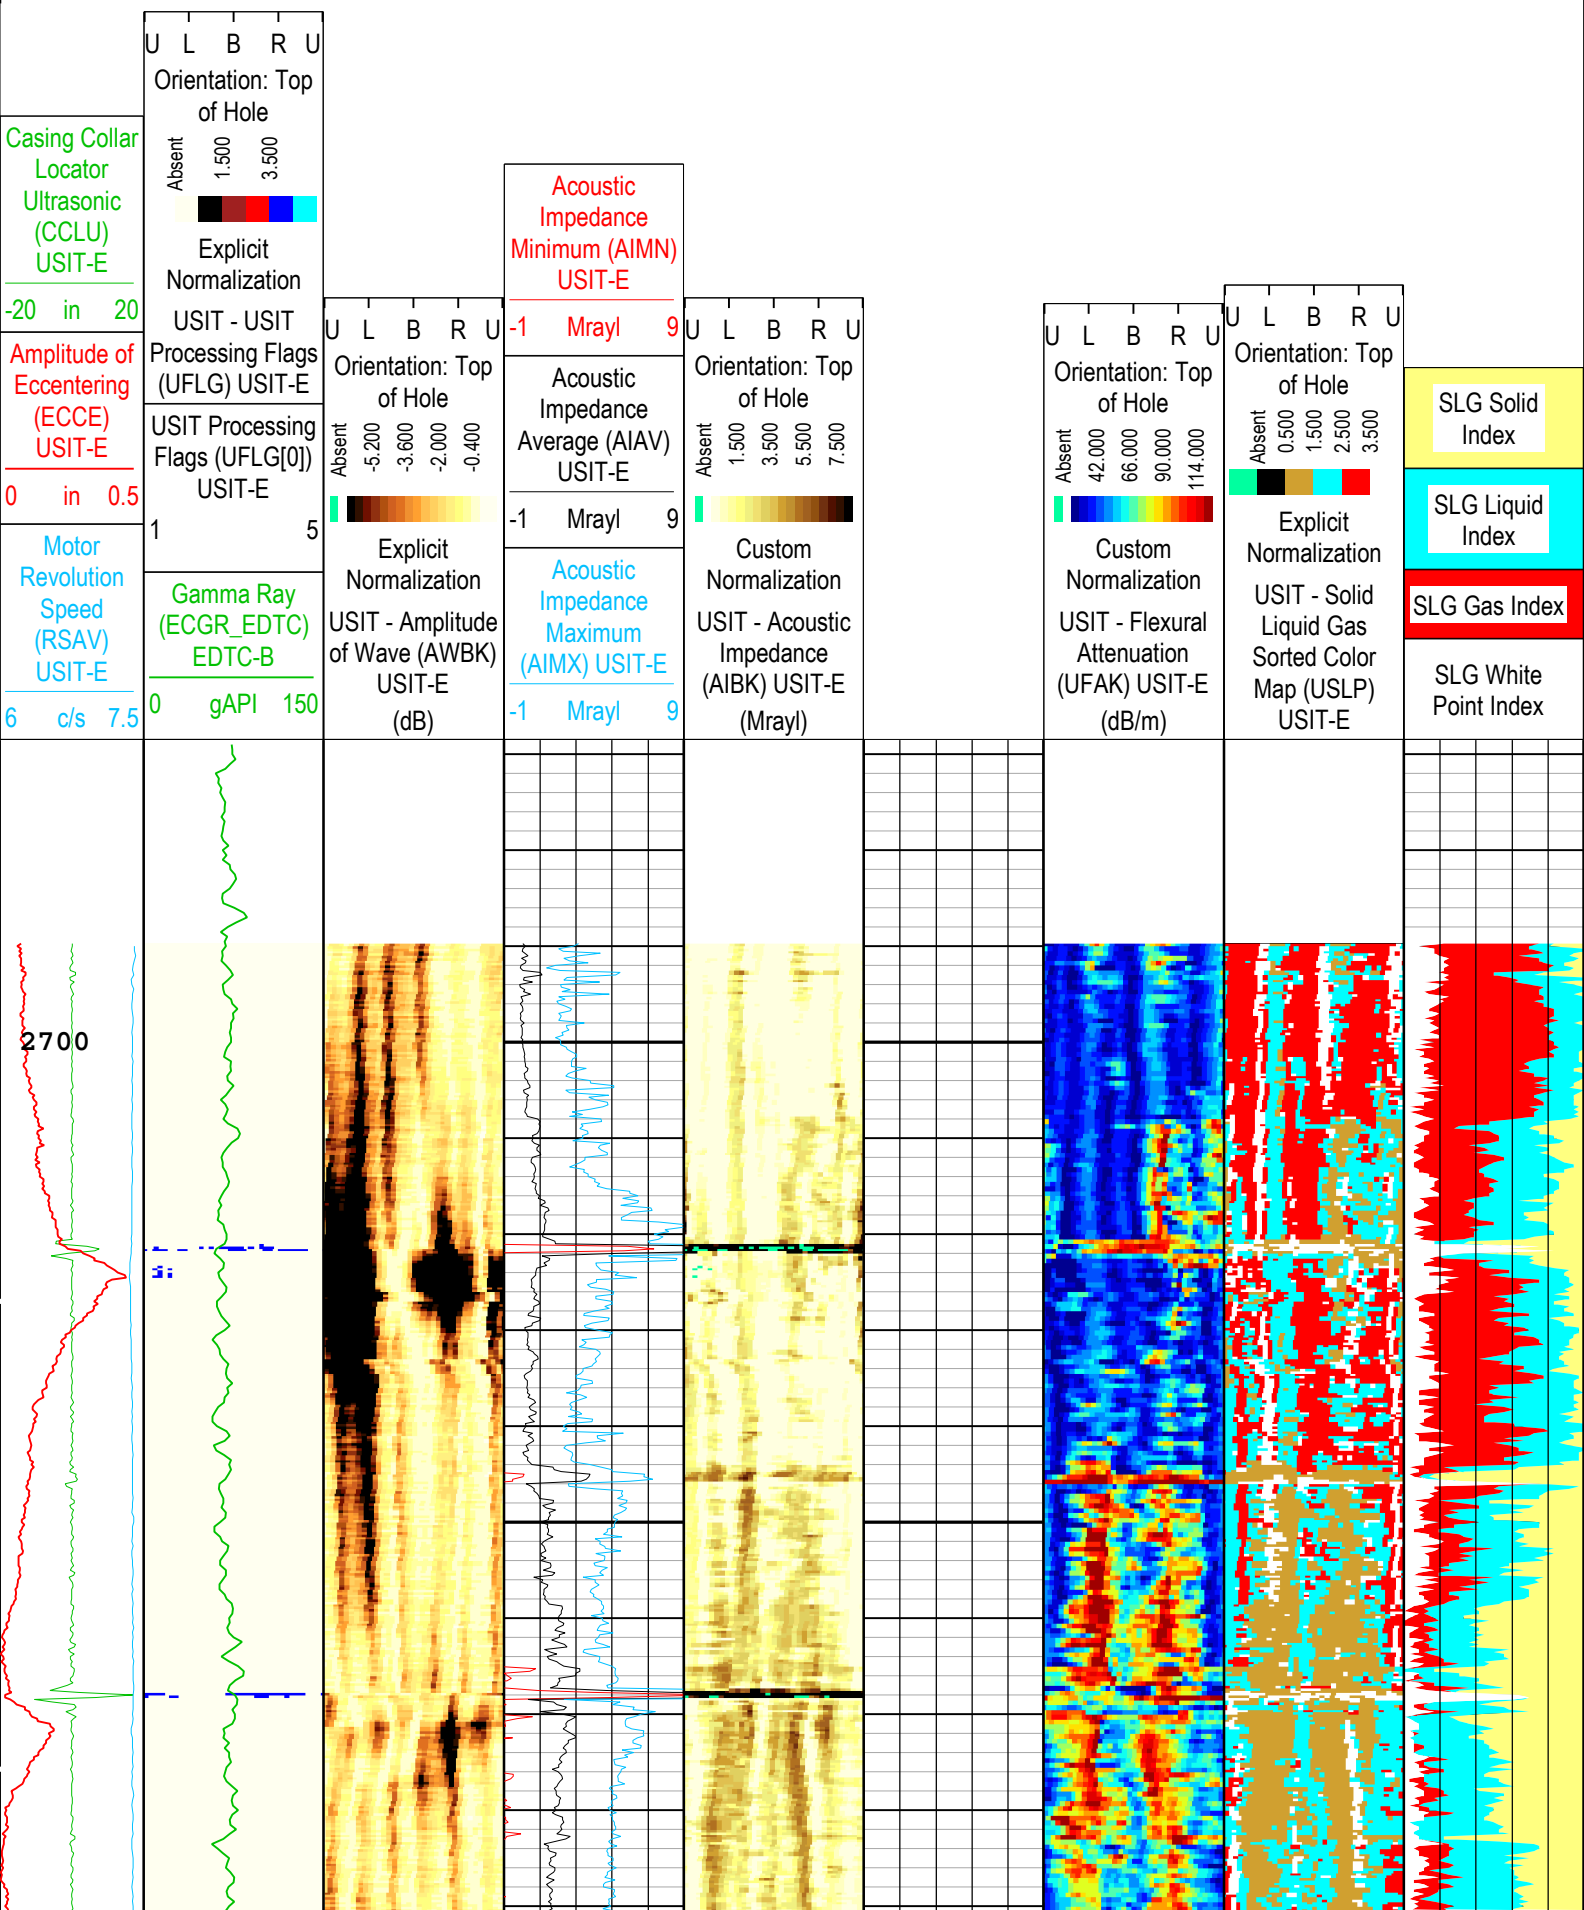 Casing Collar
Locator
Ultrasonic
(CCLU)
USIT-E
-20 in 20
Amplitude of
Eccentering
(ECCE)
USIT-E
0 in 0.5
Motor
Revolution
Speed
(RSAV)
USIT-E
6 c/s 7.5
U L B R U
Orientation: Top
of Hole
Absent
1.500
3.500
Explicit
Normalization
USIT - USIT
Processing Flags
(UFLG) USIT-E
USIT Processing
Flags (UFLG[0])
USIT-E
1 5
Gamma Ray
(ECGR_EDTC)
EDTC-B
0 gAPI 150
U L B R U
Orientation: Top
of Hole
Absent
-5.200
-3.600
-2.000
-0.400
Explicit
Normalization
USIT - Amplitude
of Wave (AWBK)
USIT-E
(dB)
Acoustic
Impedance
Minimum (AIMN)
USIT-E
-1 Mrayl 9
Acoustic
Impedance
Average (AIAV)
USIT-E
-1 Mrayl 9
Acoustic
Impedance
Maximum
(AIMX) USIT-E
-1 Mrayl 9
U L B R U
Orientation: Top
of Hole
Absent
1.500
3.500
5.500
7.500
Custom
Normalization
USIT - Acoustic
Impedance
(AIBK) USIT-E
(Mrayl)
U L B R U
Orientation: Top
of Hole
Absent
42.000
66.000
90.000
114.000
Custom
Normalization
USIT - Flexural
Attenuation
(UFAK) USIT-E
(dB/m)
U L B R U
Orientation: Top
of Hole
Absent
0.500
1.500
2.500
3.500
Explicit
Normalization
USIT - Solid
Liquid Gas
Sorted Color
Map (USLP)
USIT-E
SLG Solid
Index
SLG Liquid
Index
SLG Gas Index
SLG White
Point Index
2700